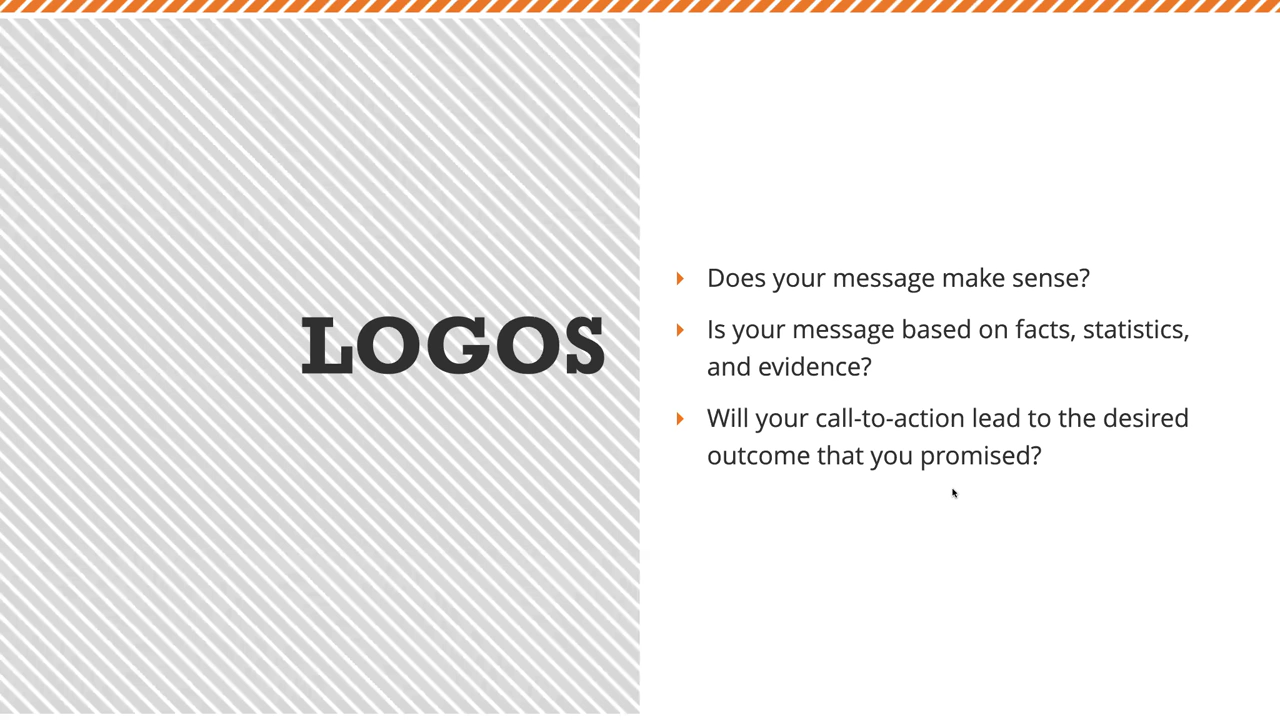 LOGOS
Does your message make sense?
Is your message based on facts, statistics,
and evidence?
Will your call-to-action lead to the desired
outcome that you promised?